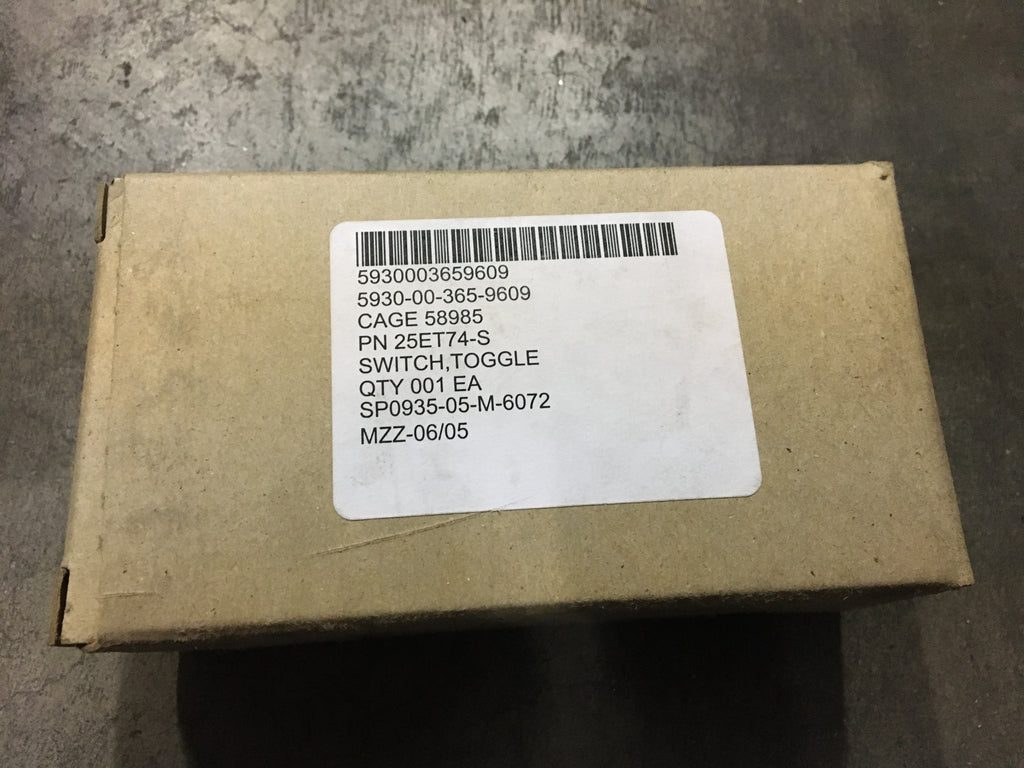 5930003659609
5930-00-365-9609
CAGE 58985
PN 25ET74-S
SWITCH,TOGGLE
QTY 001 EA
SP0935-05-M-6072
MZZ-06/05